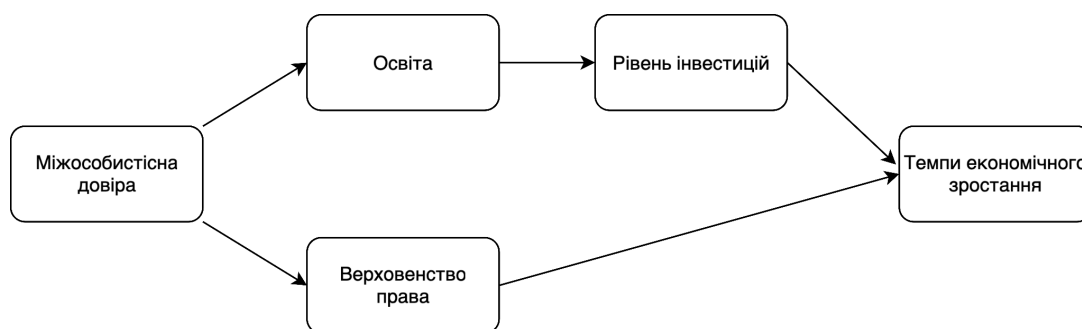 Освіта
Рівень інвестицій
Міжособистісна
довіра
Темпи економічного
зростання
Верховенство
права